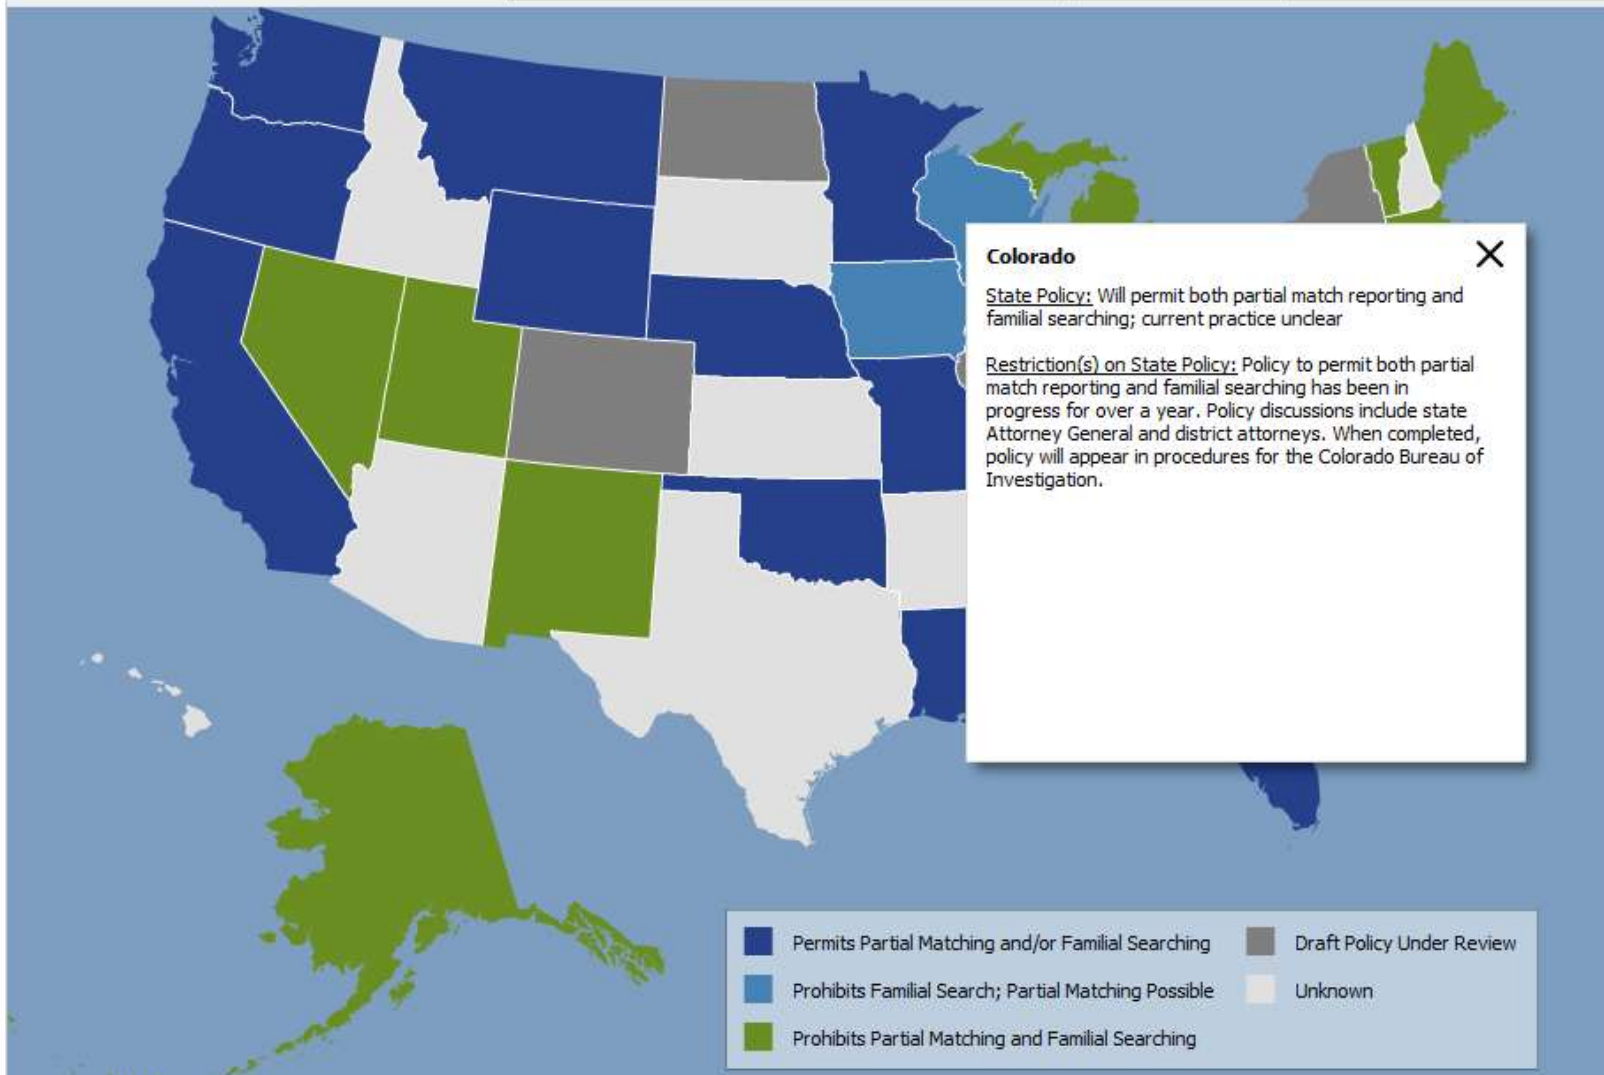 Colorado
State Policy: Will permit both partial match reporting and
familial searching; current practice unclear
Restriction(s) on State Policy: Policy to permit both partial
match reporting and familial searching has been in
progress for over a year. Policy discussions include state
Attorney General and district attorneys. When completed,
policy will appear in procedures for the Colorado Bureau of
Investigation.
Permits Partial Matching and/or Familial Searching
Prohibits Familial Search; Partial Matching Possible
Prohibits Partial Matching and Familial Searching
Draft Policy Under Review
Unknown